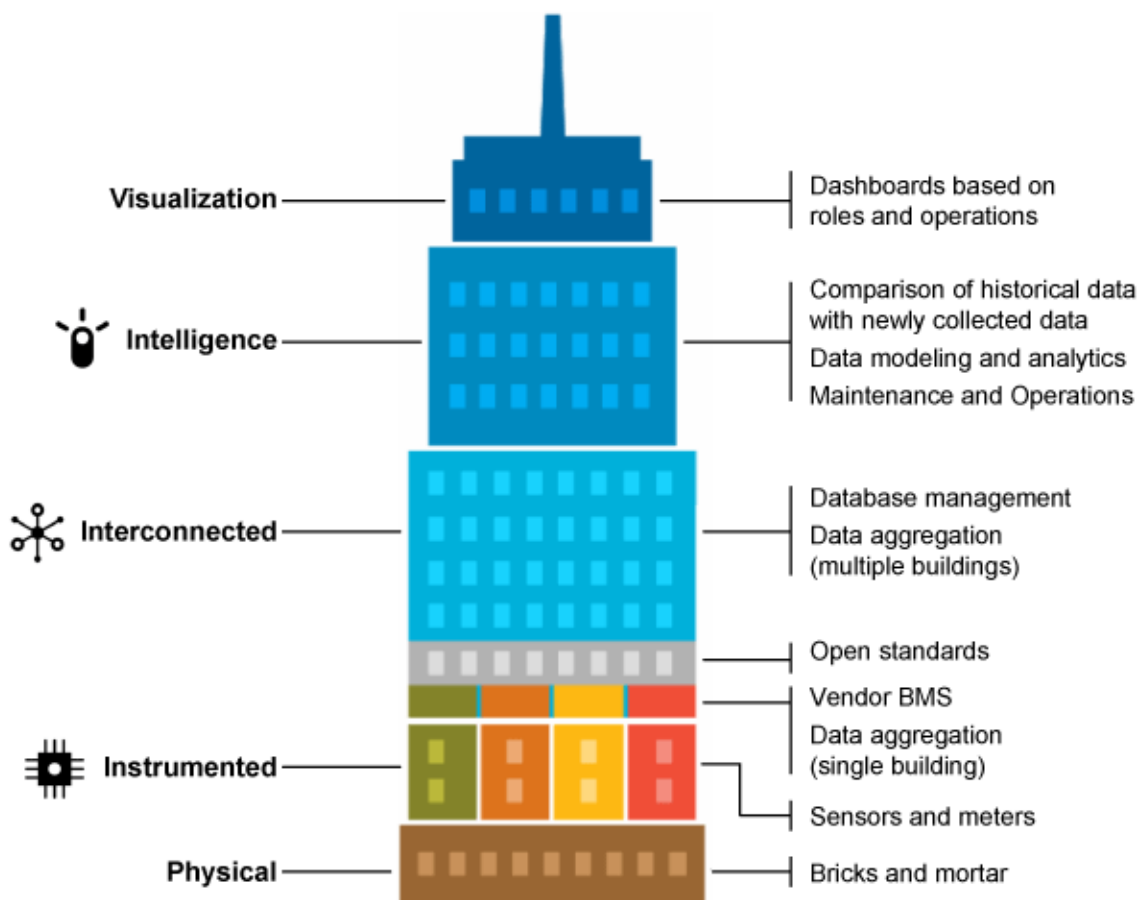 Visualization
Dashboards based on
roles and operations
Intelligence
Comparison of historical data
with newly collected data
Data modeling and analytics
Maintenance and Operations
Interconnected
Database management
Data aggregation
(multiple buildings)
Open standards
Vendor BMS
Data aggregation
(single building)
Instrumented
Sensors and meters
Physical
Bricks and mortar